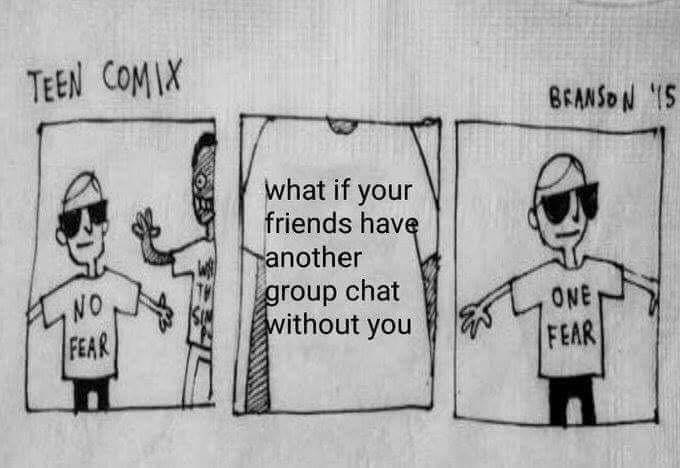 TEEN COMIX
BRANSON '15
NO
FEAR
what if your
friends have
another
group chat
without you
ONE
FEAR